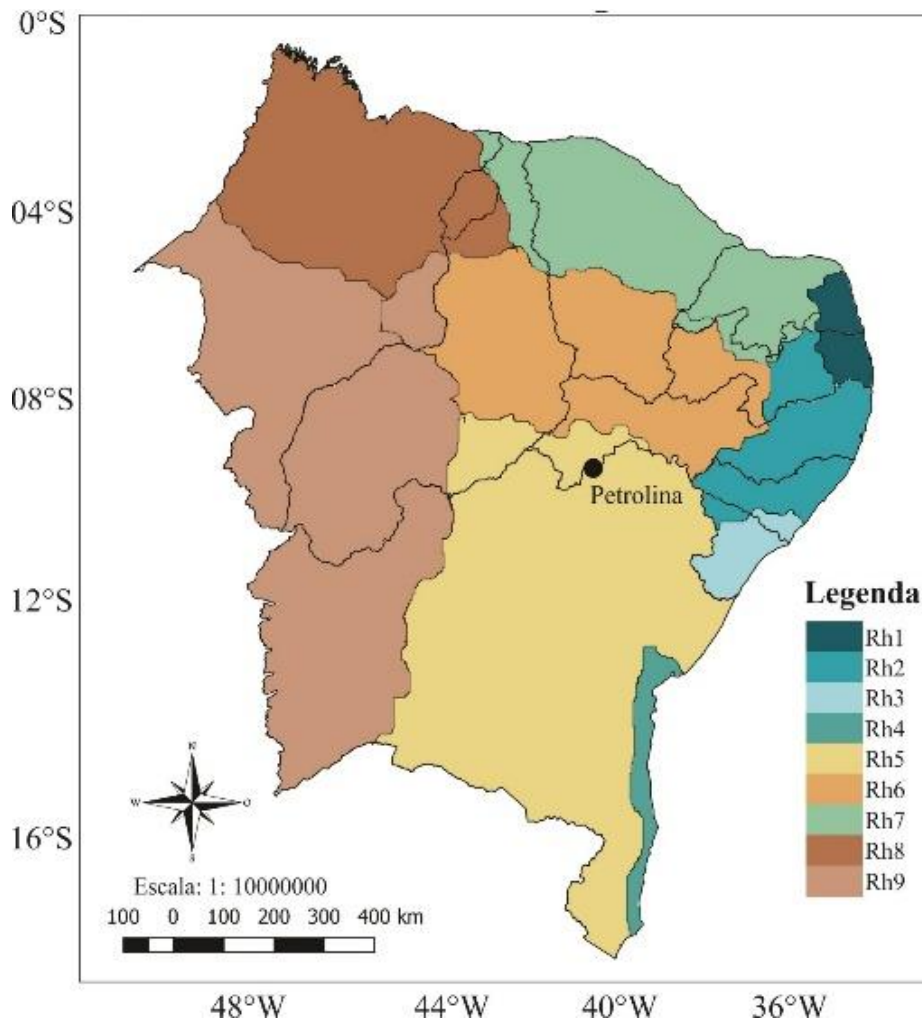 0°S
04°S
08°S
Petrolina
12°S
Legenda
Rh1
Rh2
Rh3
Rh4
Rh5
Rh6
Rh7
Rh8
Rh9
N
W
O
S
16°S
Escala: 1: 10000000
100 0 100 200 300 400 km
48°W 44°W 40°W 36°W